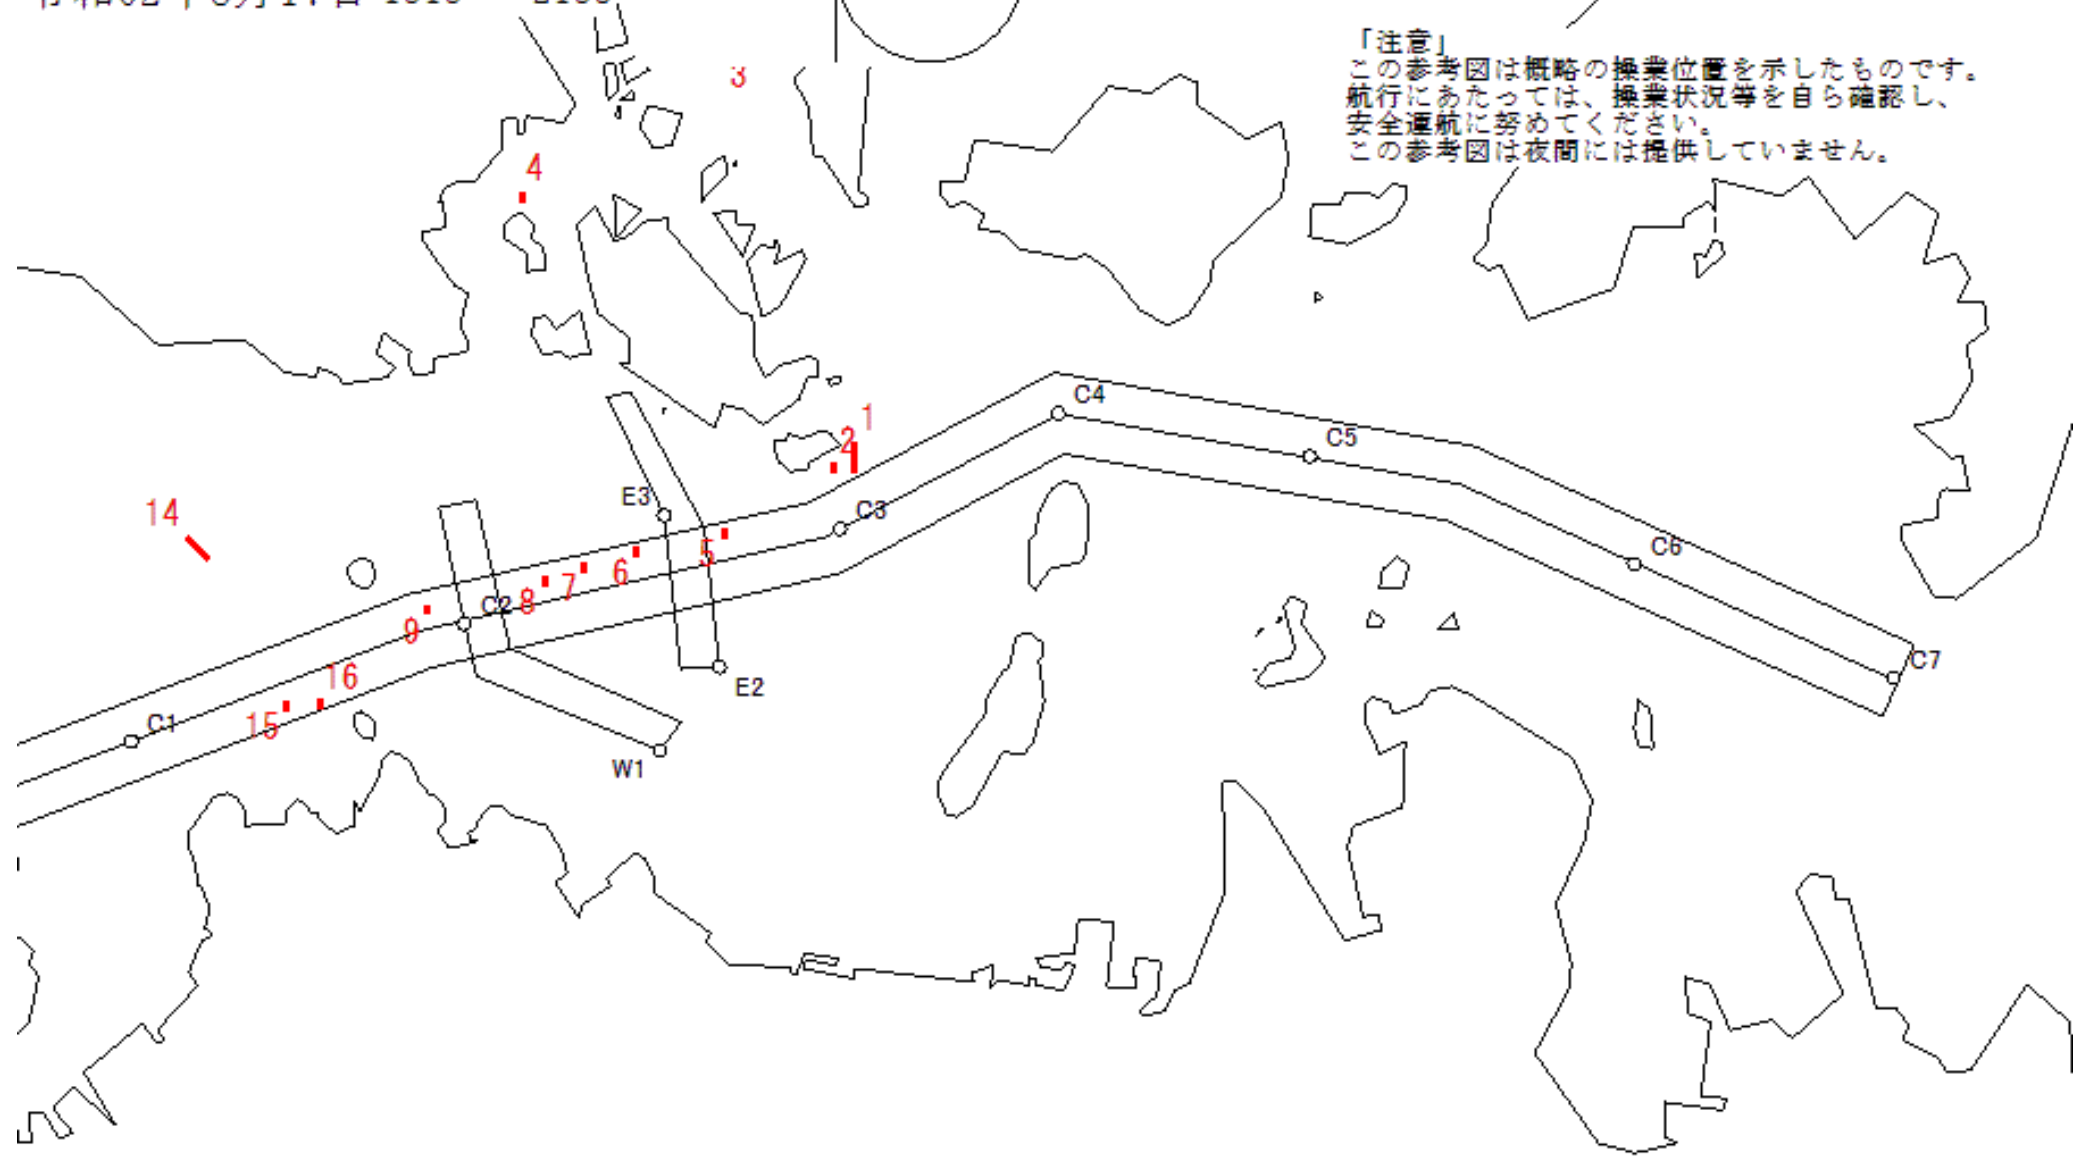 「注意」
この参考図は概略の操業位置を示したものです。
航行にあたっては、操業状況等を自ら確認し、
安全運航に努めてください。
この参考図は夜間には提供していません。
3
4
C4
1
2
C5
E3
C3
14
5
6
C6
7
8
C2
9
C7
16
E2
15
C1
W1